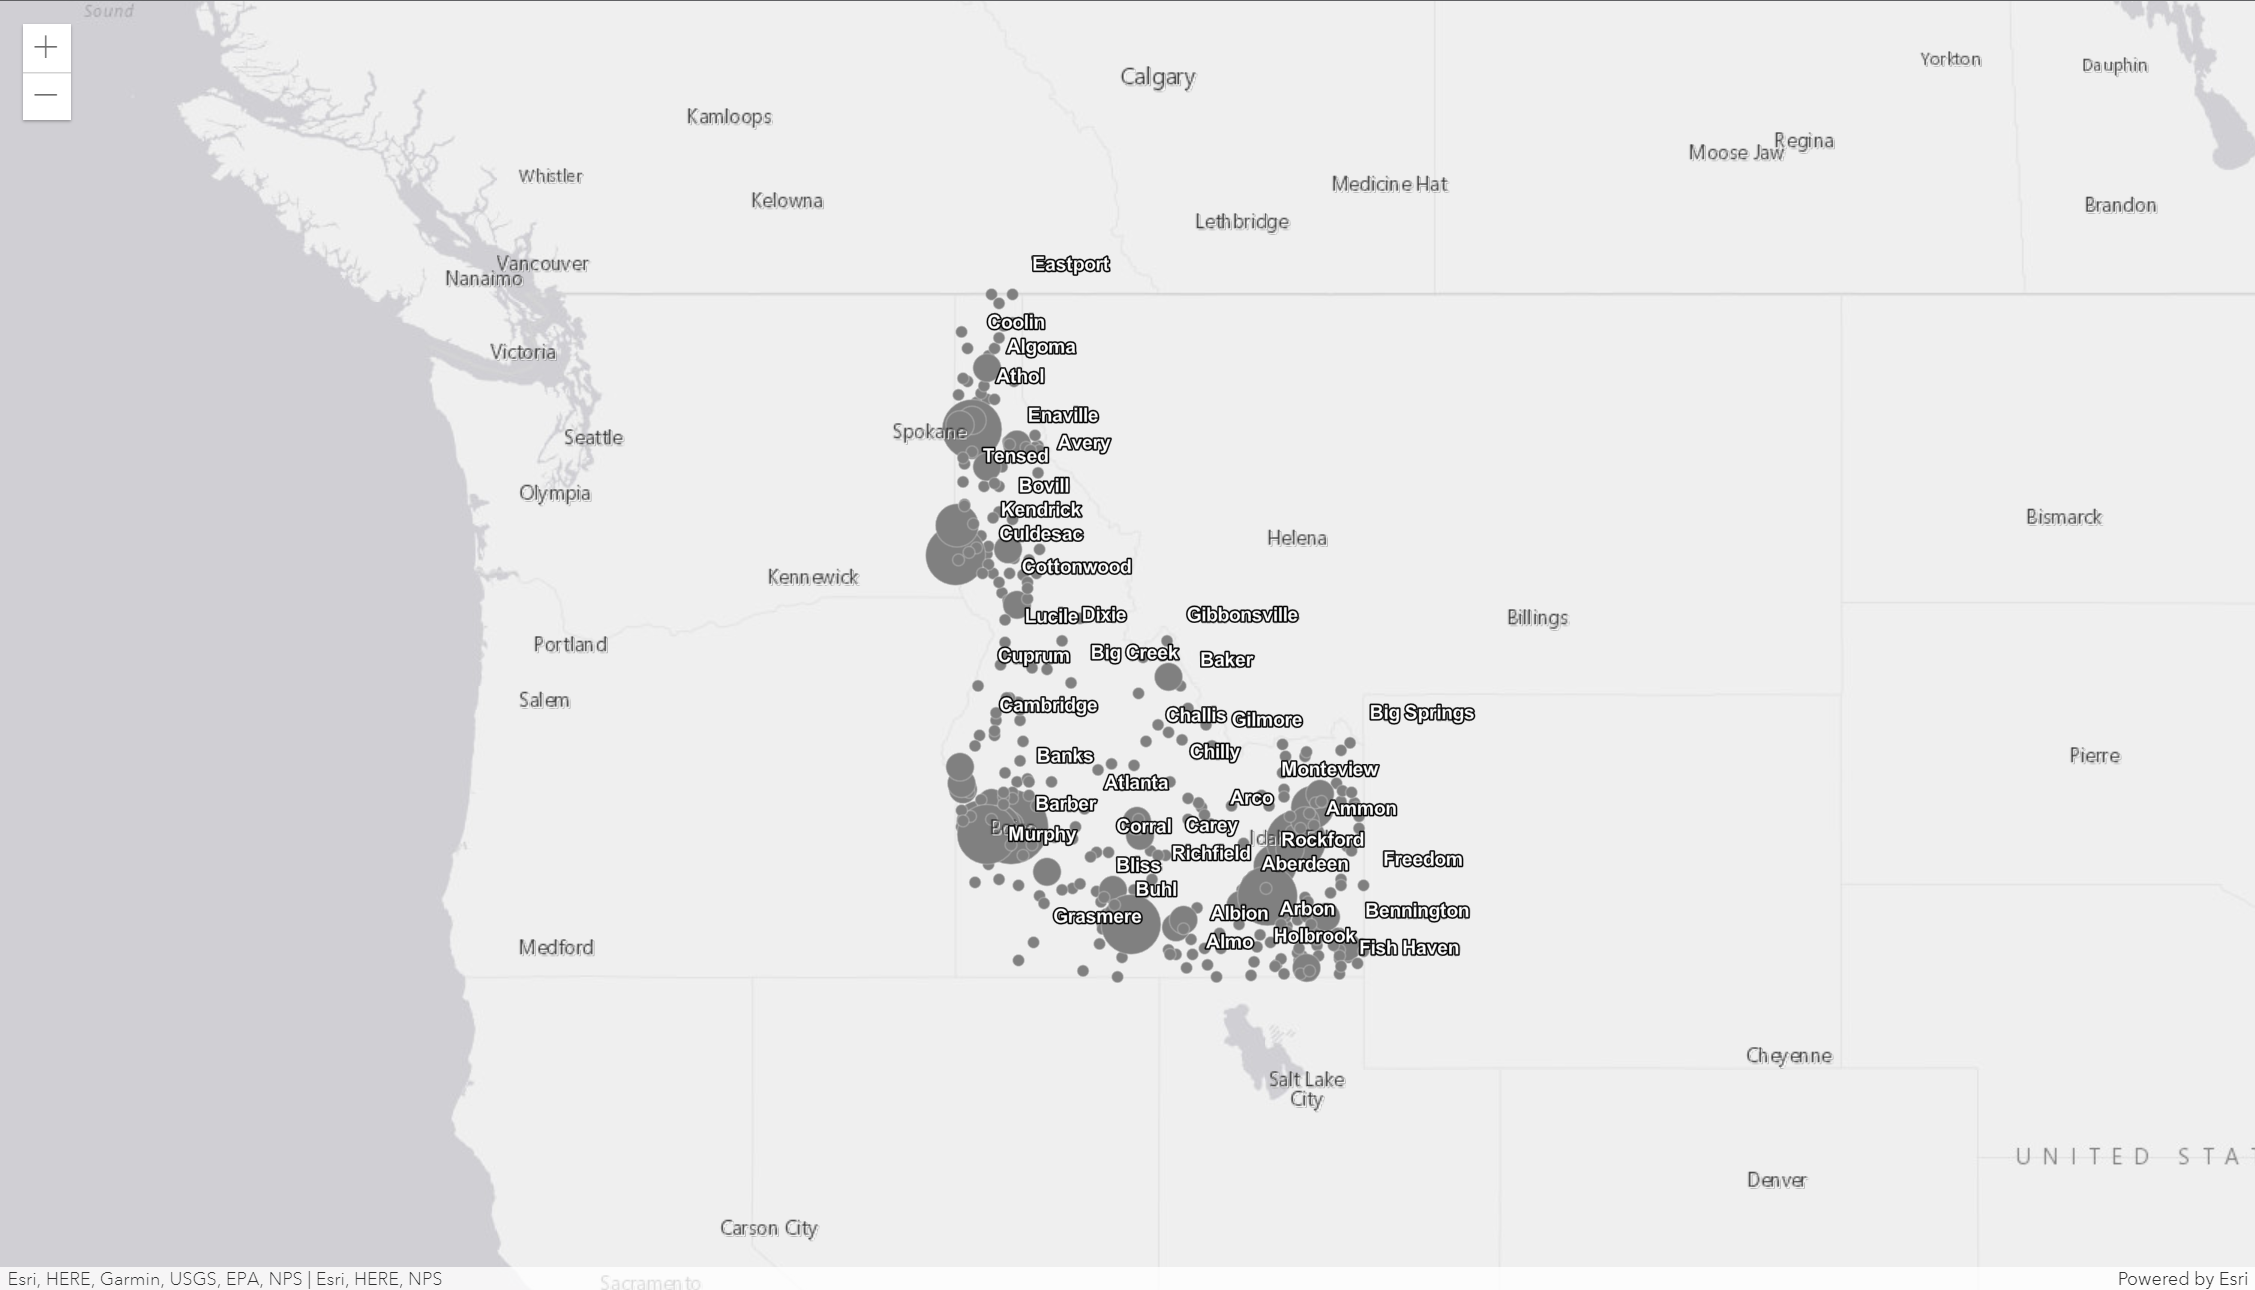 Sound
Calgary
Yorkton
Dauphin
Kamloops
Regina
Moose Jaw
Whistler
Medicine Hat
Kelowna
Brandon
Lethbridge
Vancouver
Eastport
Nanaimo
Coolin
Algoma
Victoria
Athol
Enaville
Spokane
Seattle
Avery
Tensed
Bovill
Olympia
Kendrick
Bismarck
Culdesac
Helena
Cottonwood
Kennewick
Lucile
Dixie
Gibbonsville
Billings
Portland
Big Creek
Cuprum
Baker
Salem
Cambridge
Big Springs
Challis
Gilmore
Chilly
Banks
Pierre
Monteview
Atlanta
Arco
Barber
Ammon
Corral
Carey
Murphy
Rockford
Richfield
Freedom
Bliss
Aberdeen
Buhl
Arbon
Bennington
Albion
Grasmere
Holbrook
Almo
Fish Haven
Medford
Cheyenne
Salt Lake
City
UNITED STAT
Denver
Carson City
Esri, HERE, Garmin, USGS, EPA, NPS | Esri, HERE, NPS
Sacramento
Powered by Esri